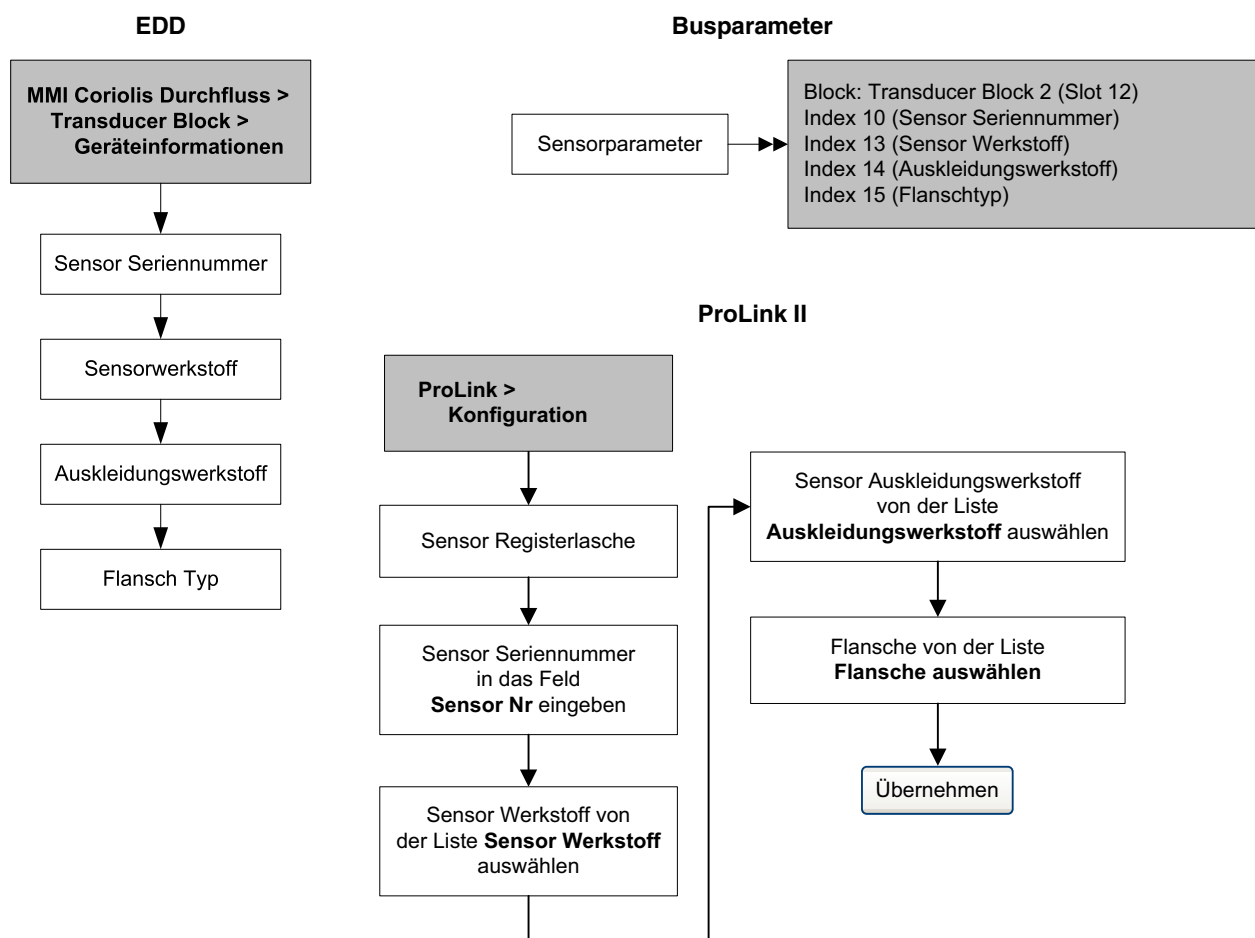 EDD
MMI Coriolis Durchfluss >
Transducer Block >
Geräteinformationen
Sensor Seriennummer
Sensorwerkstoff
Auskleidungswerkstoff
Flansch Typ
Busparameter
Sensorparameter
Block: Transducer Block 2 (Slot 12)
Index 10 (Sensor Seriennummer)
Index 13 (Sensor Werkstoff)
Index 14 (Auskleidungswerkstoff)
Index 15 (Flanschtyp)
ProLink II
ProLink >
Konfiguration
Sensor Registerlasche
Sensor Seriennummer
in das Feld
Sensor Nr eingeben
Sensor Werkstoff von
der Liste Sensor Werkstoff
auswählen
Sensor Auskleidungswerkstoff
von der Liste
Auskleidungswerkstoff auswählen
Flansche von der Liste
Flansche auswählen
Übernehmen